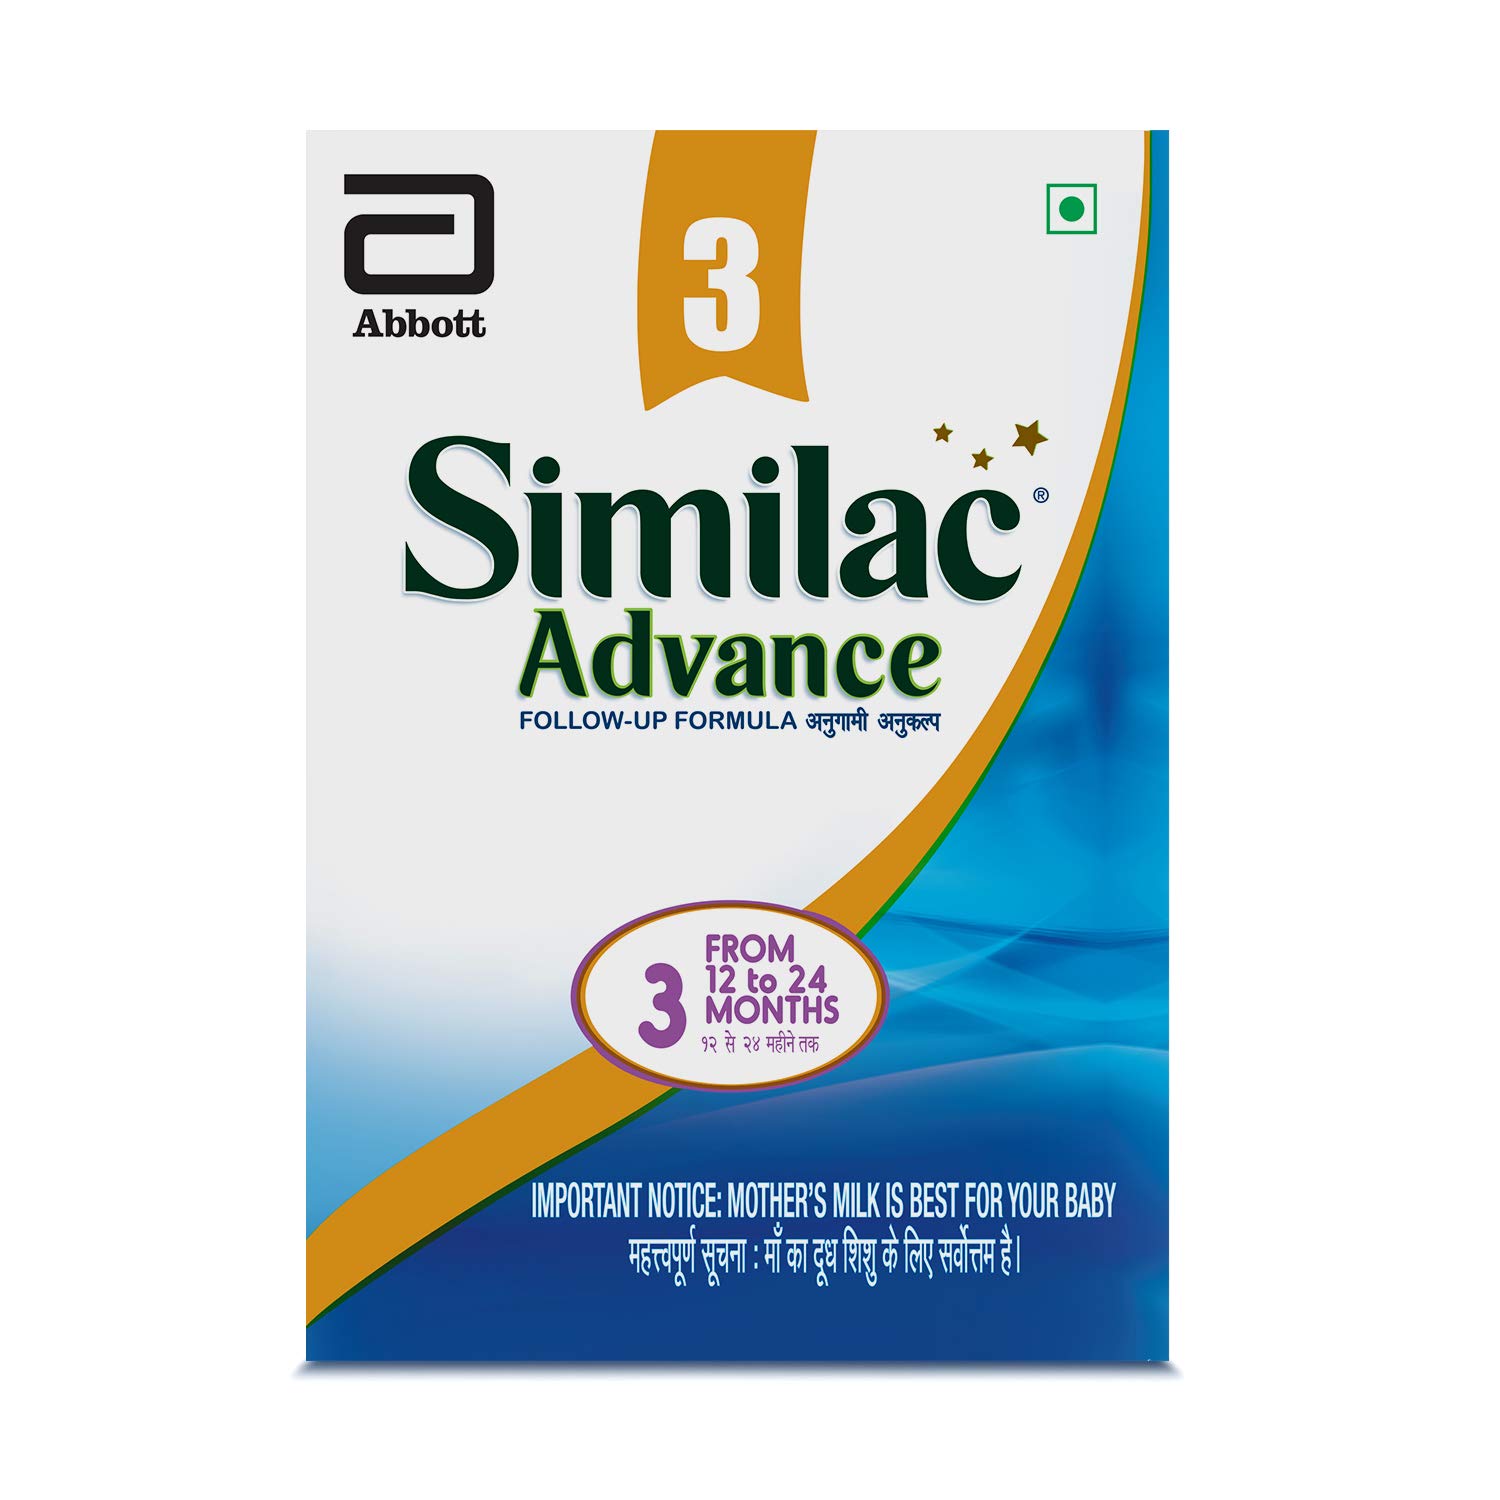 3
Abbott
Similac®
Advance
FOLLOW-UP FORMULA अनुगामी अनुकल्प
3
FROM
12 to 24
MONTHS
१२ से २४ महीने तक
IMPORTANT NOTICE: MOTHER'S MILK IS BEST FOR YOUR BABY
महत्त्वपूर्ण सूचना : माँ का दूध शिशु के लिए सर्वोत्तम है।